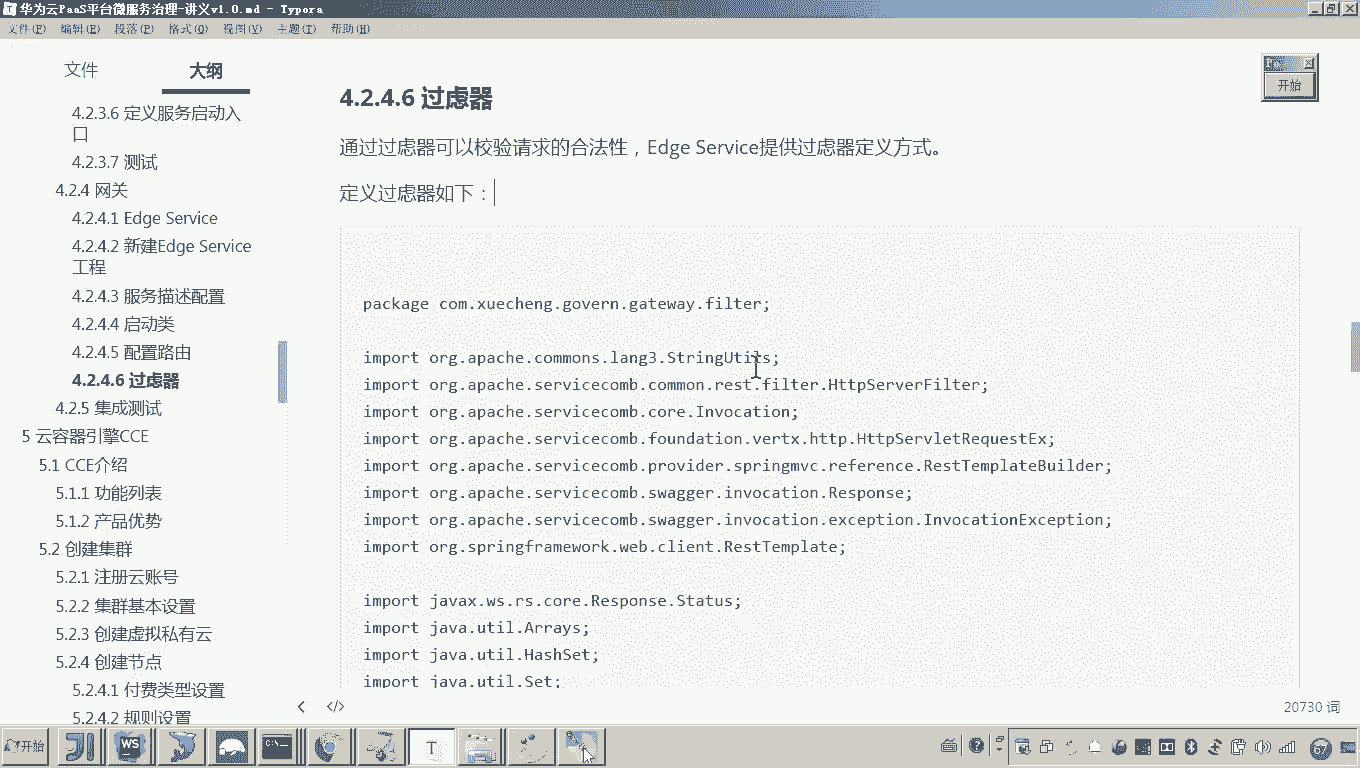 华为云PaaS平台微服务治理-讲义v1.0.md - Typora
文件(F) 编辑(E) 段落(P) 格式(O) 视图(V) 主题(T) 帮助(H)
文件 大纲
4.2.3.6 定义服务启动入
口
4.2.3.7 测试
4.2.4 网关
4.2.4.1 Edge Service
4.2.4.2 新建Edge Service
工程
4.2.4.3 服务描述配置
4.2.4.4 启动类
4.2.4.5 配置路由
4.2.4.6 过虑器
4.2.5 集成测试
5 云容器引擎CCE
5.1 CCE介绍
5.1.1 功能列表
5.1.2 产品优势
5.2 创建集群
5.2.1 注册云账号
5.2.2 集群基本设置
5.2.3 创建虚拟私有云
5.2.4 创建节点
5.2.4.1 付费类型设置
5.2.4.2 规则设置
4.2.4.6 过虑器
通过过虑器可以校验请求的合法性，Edge Service提供过虑器定义方式。
定义过虑器如下：
package com.xuecheng.govern.gateway.filter;
import org.apache.commons.lang3.StringUtils;
import org.apache.servicecomb.common.rest.filter.HttpServerFilter;
import org.apache.servicecomb.core.Invocation;
import org.apache.servicecomb.foundation.vertx.http.HttpServletRequestEx;
import org.apache.servicecomb.provider.springmvc.reference.RestTemplateBuilder;
import org.apache.servicecomb.swagger.invocation.Response;
import org.apache.servicecomb.swagger.invocation.exception.InvocationException;
import org.springframework.web.client.RestTemplate;
import javax.ws.rs.core.Response.Status;
import java.util.Arrays;
import java.util.HashSet;
import java.util.Set;
开始
20730 词
开始
WS
T
67